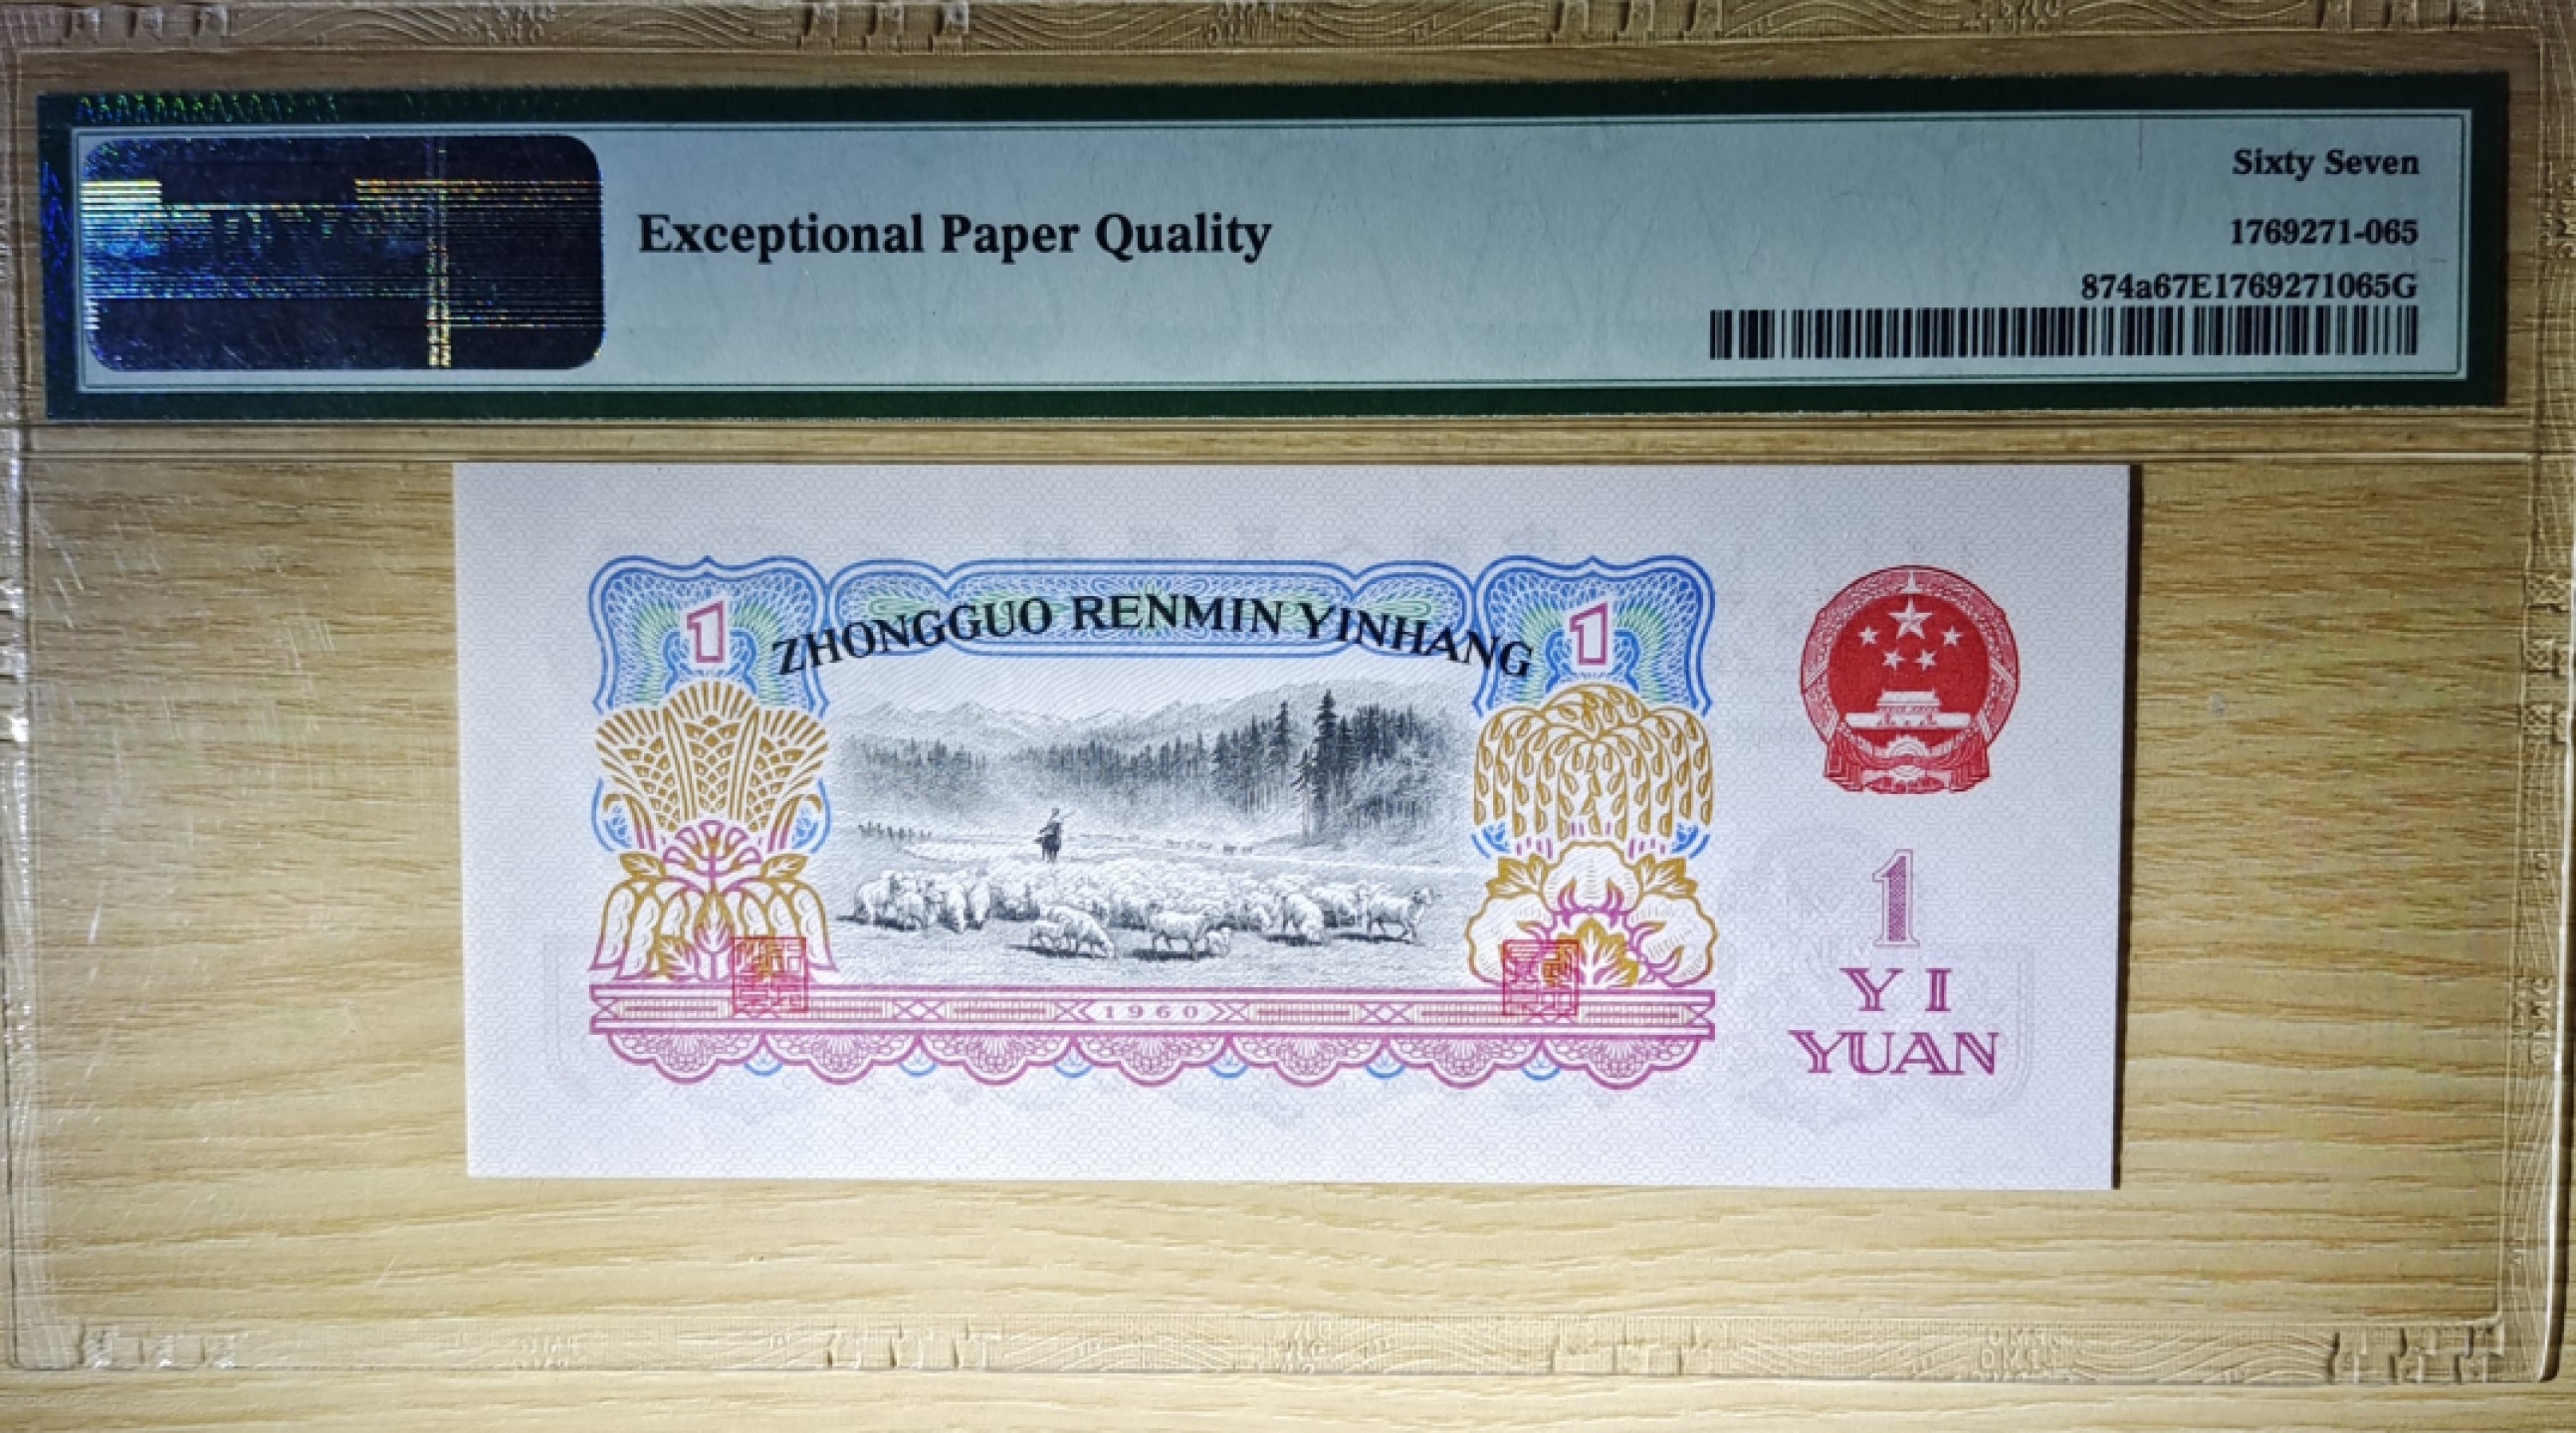 Sixty Seven
Exceptional Paper Quality
1769271-065
874a67E1769271065G
1
ZHONGGUO RENMIN YINHANG
1
1960
1
YI
YUAN